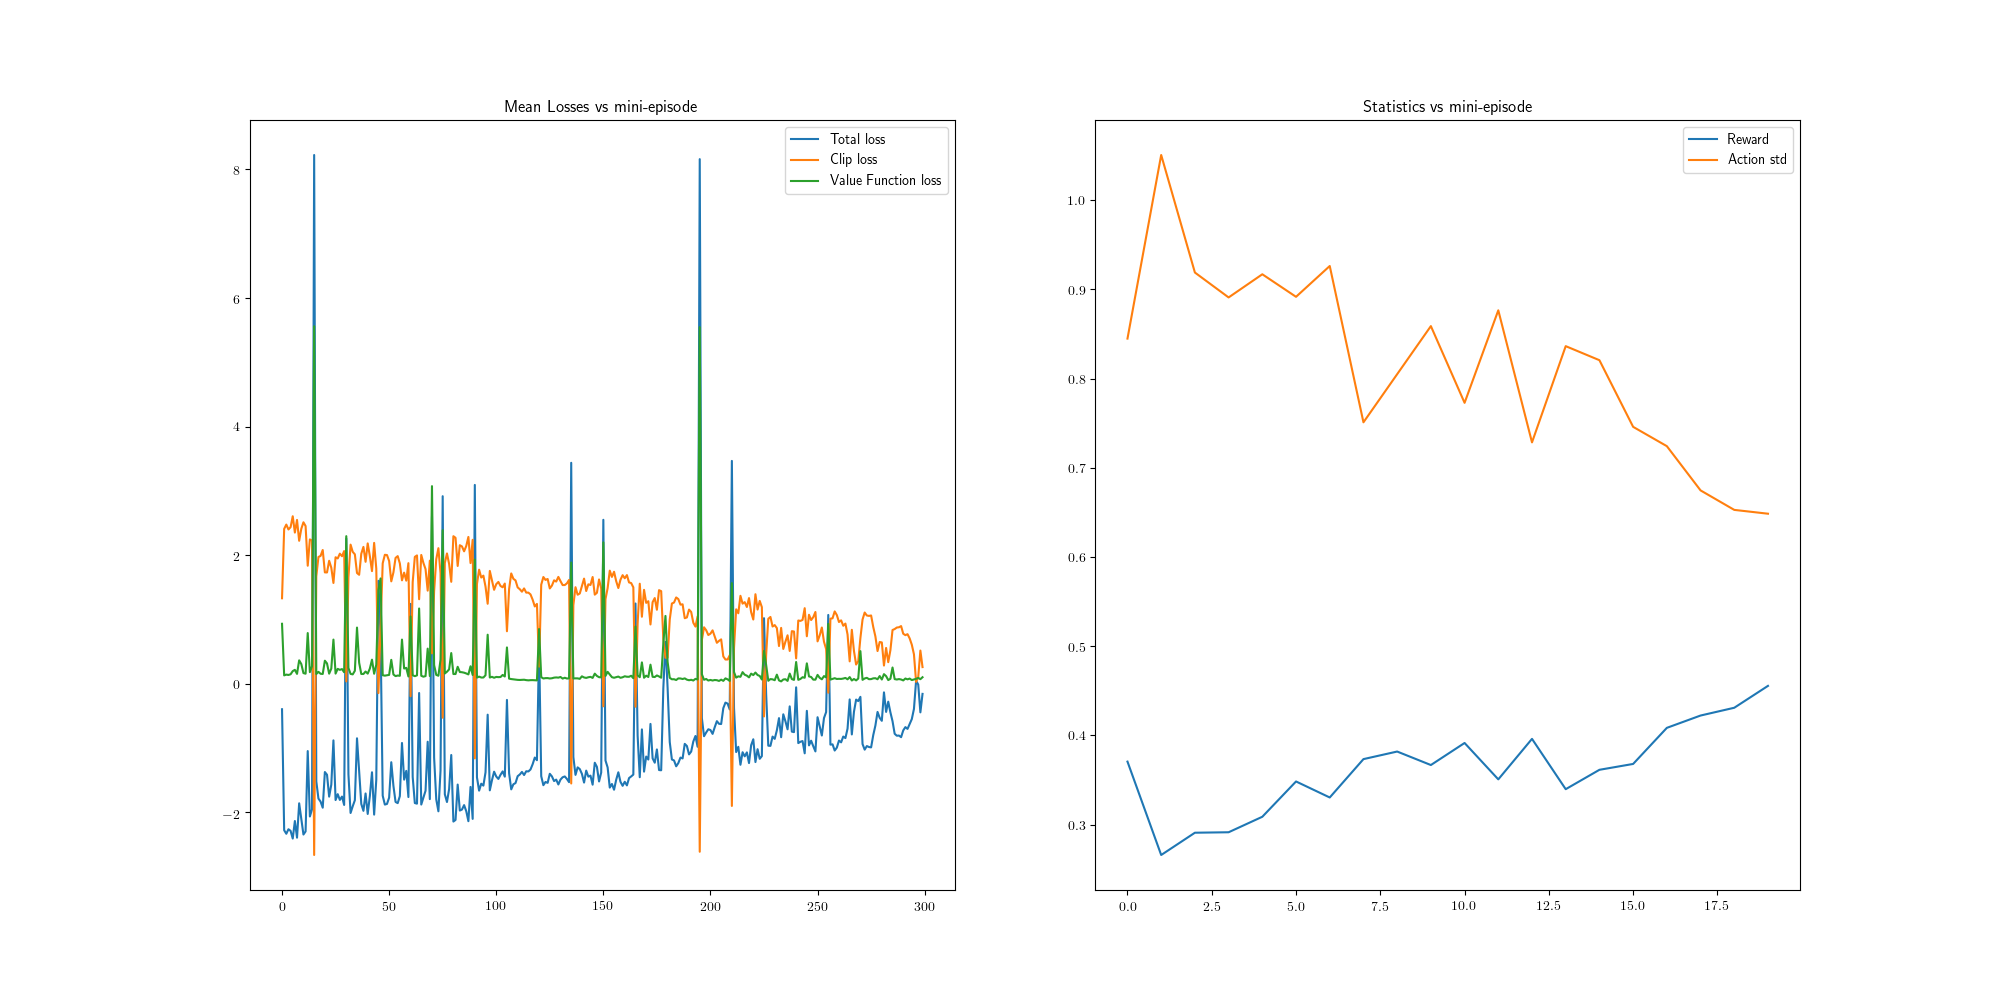 Mean Losses vs mini-episode
Total loss
Clip loss
Value Function loss
8
6
4
2
0
−2
0 50 100 150 200 250 300
Statistics vs mini-episode
Reward
Action std
1.0
0.9
0.8
0.7
0.6
0.5
0.4
0.3
0.0 2.5 5.0 7.5 10.0 12.5 15.0 17.5